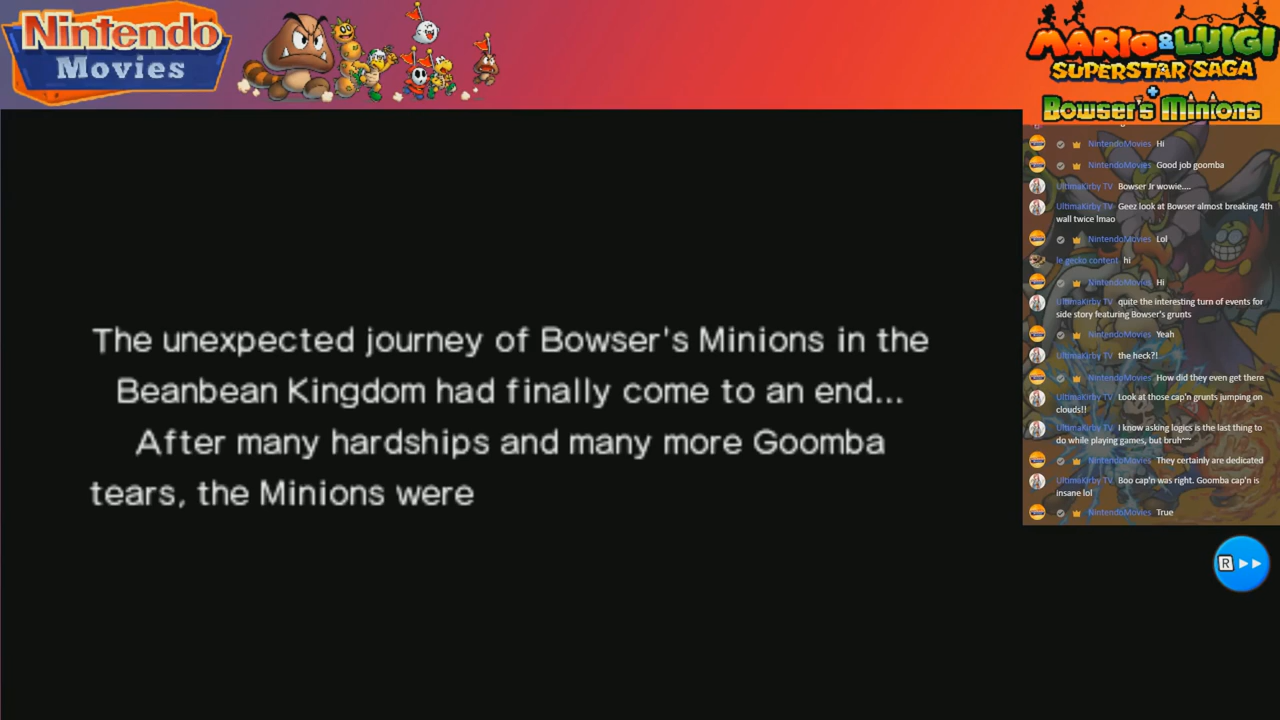 Nintendo
Movies
MARIO & LUIGI
SUPERSTAR SAGA
+
Bowser's Minions
The unexpected journey of Bowser's Minions in the
Beanbean Kingdom had finally come to an end...
After many hardships and many more Goomba
tears, the Minions were
NintendoMovies Hi
NintendoMovies Good job goomba
UltimaKirby TV Bowser Jr wowie....
UltimaKirby TV Geez look at Bowser almost breaking 4th
wall twice lmao
NintendoMovies Lol
le gecko content hi
NintendoMovies Hi
UltimaKirby TV quite the interesting turn of events for
side story featuring Bowser's grunts
NintendoMovies Yeah
UltimaKirby TV the heck?!
NintendoMovies How did they even get there
UltimaKirby TV Look at those cap'n grunts jumping on
clouds!!
UltimaKirby TV I know asking logics is the last thing to
do while playing games, but bruh~~
NintendoMovies They certainly are dedicated
UltimaKirby TV Boo cap'n was right. Goomba cap'n is
insane lol
NintendoMovies True
R